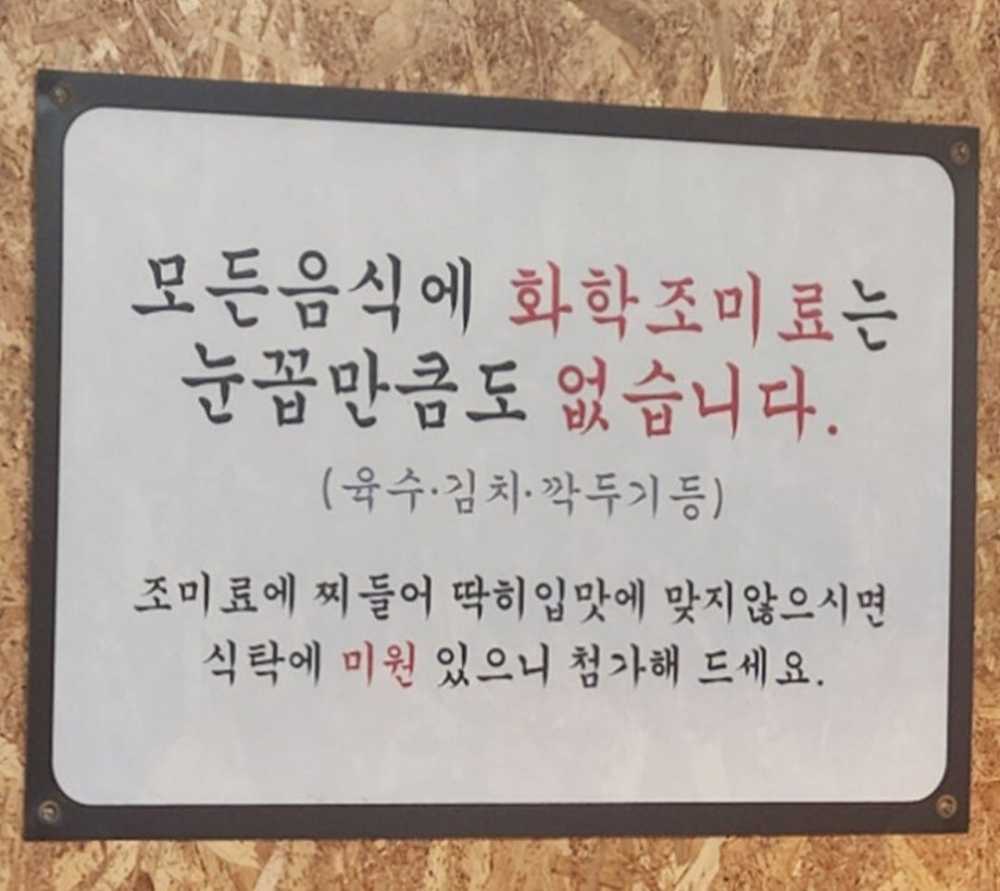 모든음식에 화학조미료는
눈꼽만큼도 없습니다.
(육수·김치·깍두기등)
조미료에 찌들어 딱히입맛에 맞지않으시면
식탁에 미원 있으니 첨가해 드세요.